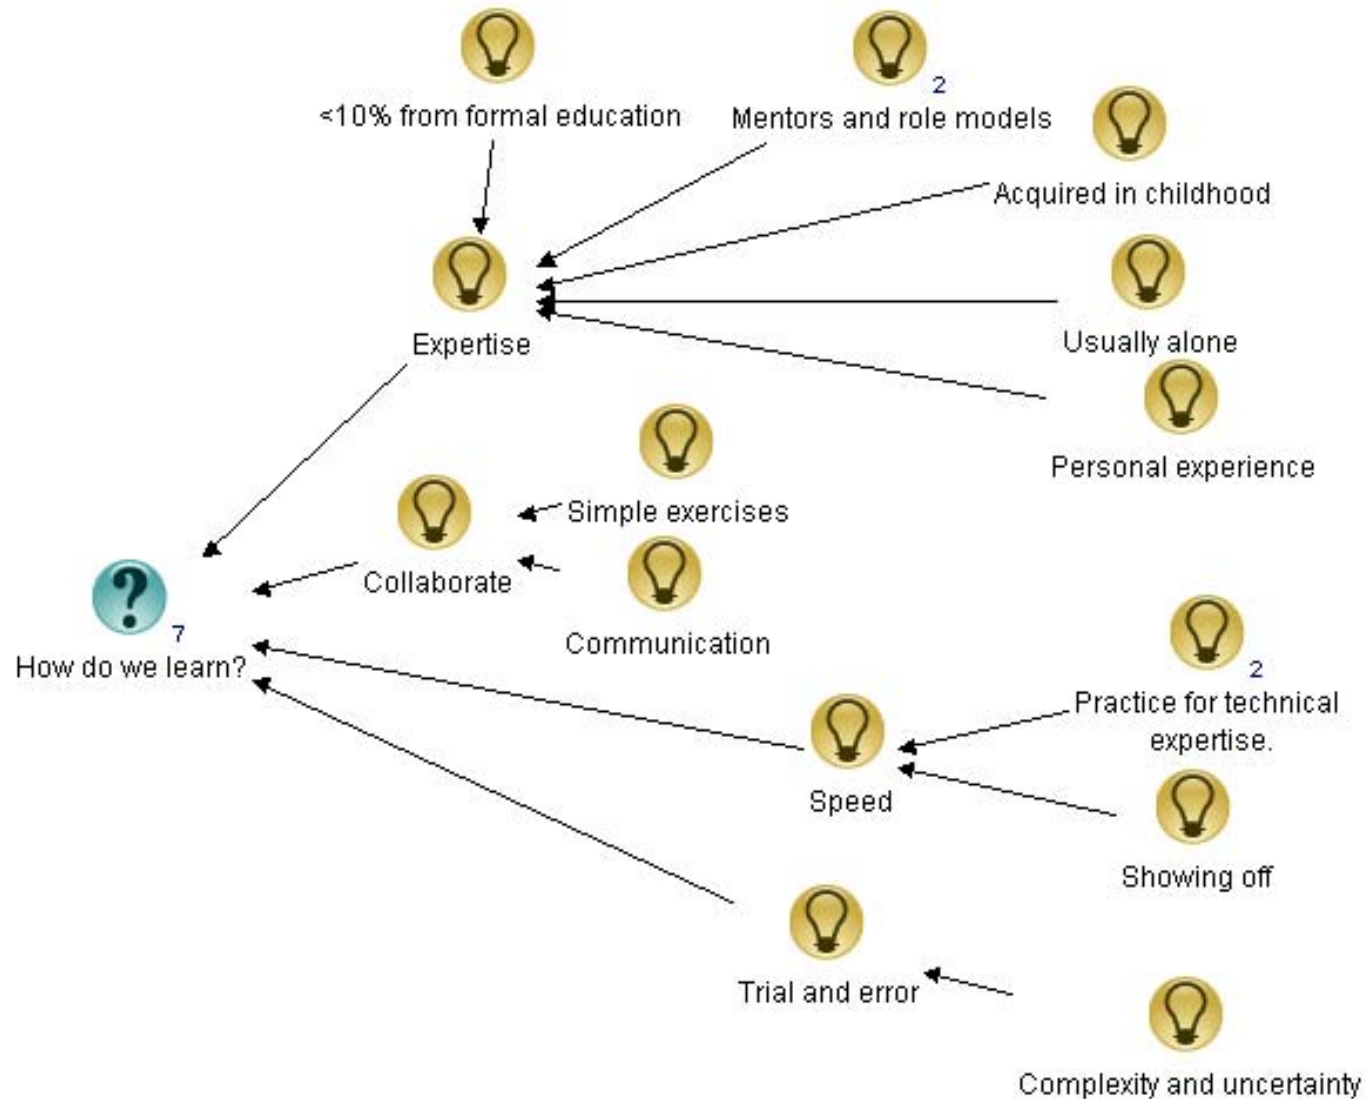 <10% from formal education
2
Mentors and role models
Acquired in childhood
Expertise
Usually alone
Personal experience
Simple exercises
Collaborate
Communication
?
7
How do we learn?
2
Practice for technical
expertise.
Speed
Showing off
Trial and error
Complexity and uncertainty